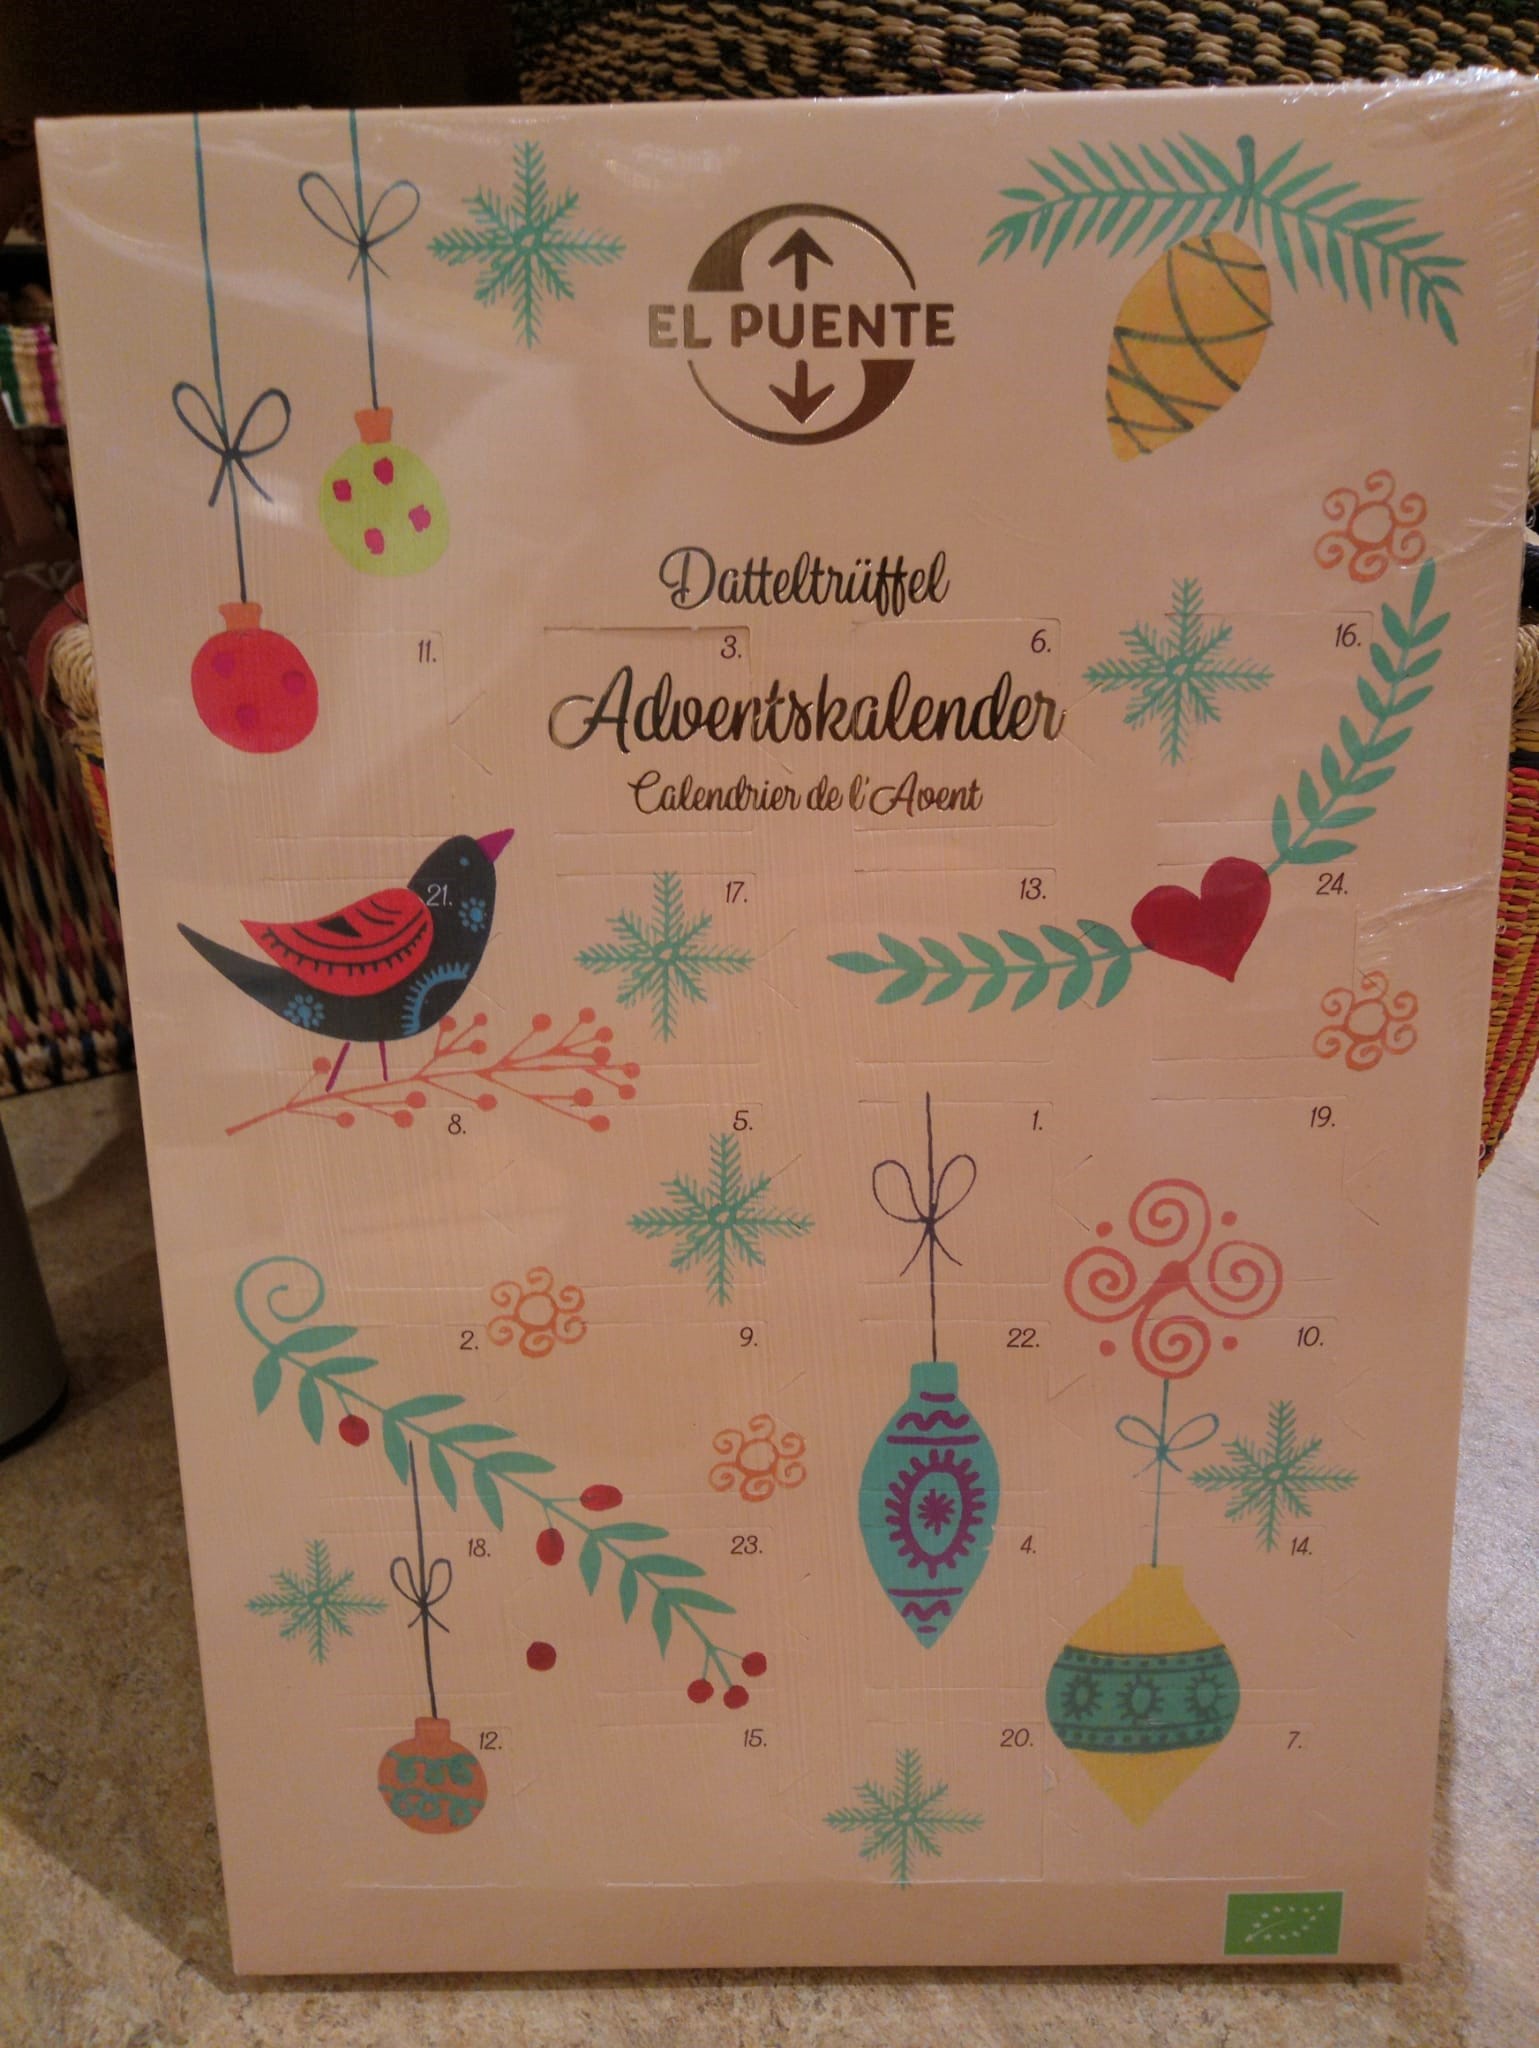 EL PUENTE
Datteltrüffel
11. 3. 6. 16.
Adventskalender
Calendrier de l'Avent
21. 17. 13. 24.
8. 5. 1. 19.
2. 9. 22. 10.
18. 23. 4. 14.
12. 15. 20. 7.